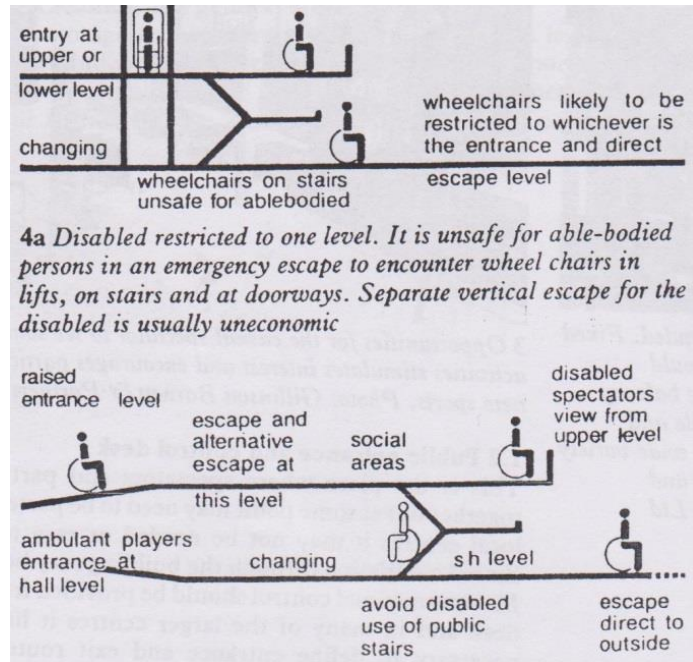 entry at
upper or
lower level
changing
wheelchairs likely to be
restricted to whichever is
the entrance and direct
escape level
wheelchairs on stairs
unsafe for ablebodied
4a Disabled restricted to one level. It is unsafe for able-bodied
persons in an emergency escape to encounter wheel chairs in
lifts, on stairs and at doorways. Separate vertical escape for the
disabled is usually uneconomic
raised
entrance level
escape and
alternative
escape at
this level
social
areas
disabled
spectators
view from
upper level
ambulant players
entrance at
hall level
changing
sh level
avoid disabled
use of public
stairs
escape
direct to
outside